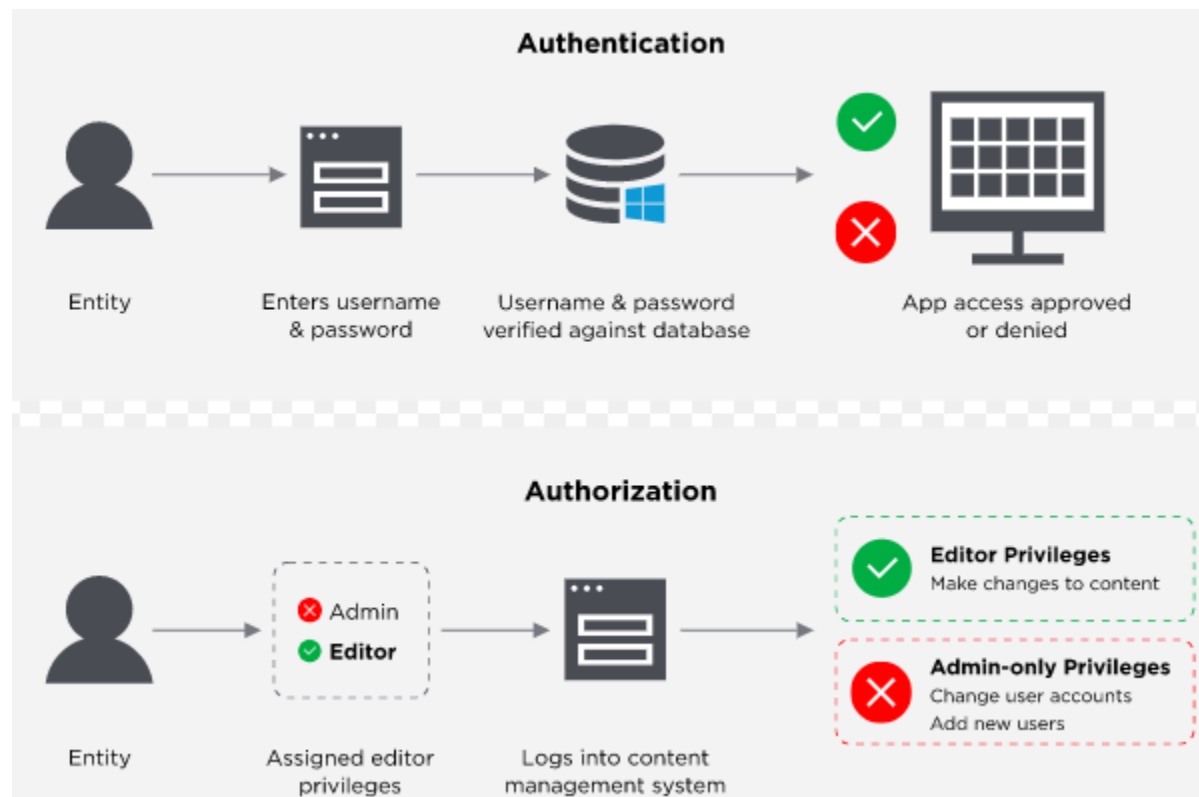 Authentication
Entity
Enters username
& password
Username & password
verified against database
App access approved
or denied
Authorization
Admin
Editor
Editor Privileges
Make changes to content
Admin-only Privileges
Change user accounts
Add new users
Entity
Assigned editor
privileges
Logs into content
management system